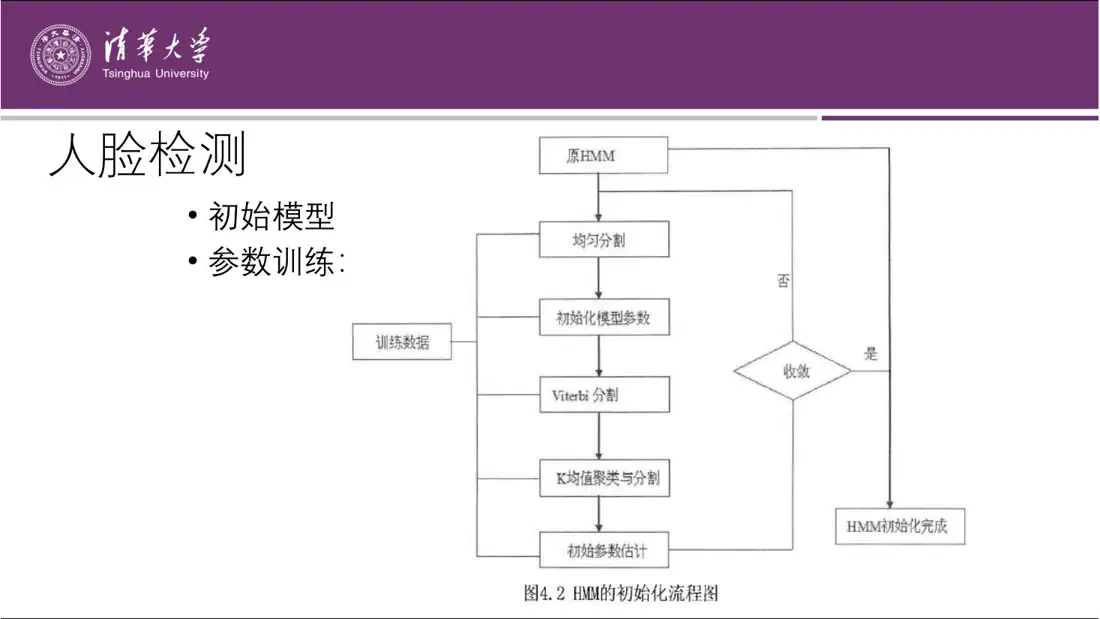 清华大学
Tsinghua University
人脸检测
• 初始模型
• 参数训练：
原HMM
均匀分割
初始化模型参数
训练数据
Viterbi 分割
K均值聚类与分割
初始参数估计
否
收敛
是
HMM初始化完成
图4.2 HMM的初始化流程图